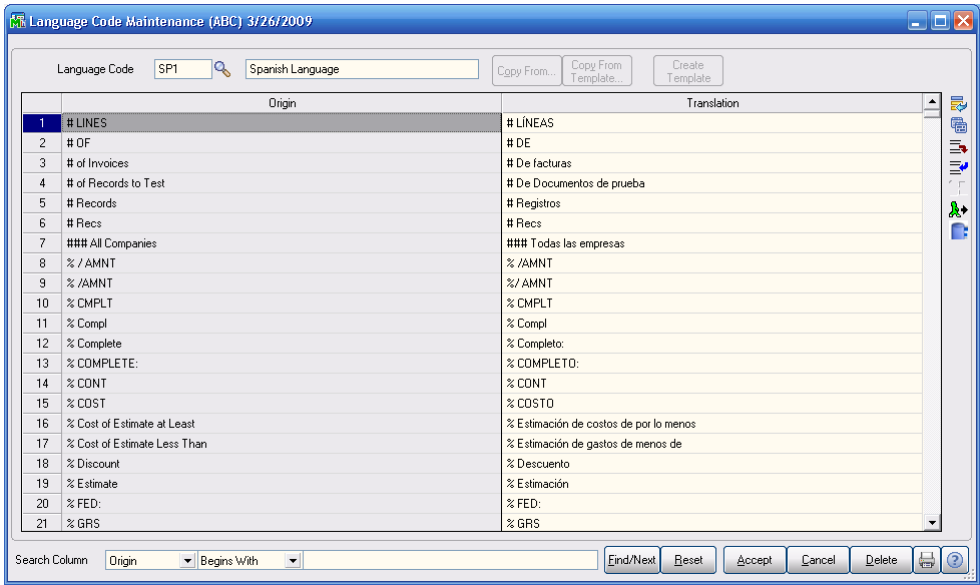 Language Code Maintenance (ABC) 3/26/2009
Language Code SP1 Spanish Language Copy From... Copy From Template... Create Template
Origin Translation
1 # LINES # LÍNEAS
2 # OF # DE
3 # of Invoices # De facturas
4 # of Records to Test # De Documentos de prueba
5 # Records # Registros
6 # Recs # Recs
7 #### All Companies ### Todas las empresas
8 % / AMNT % /AMNT
9 % /AMNT %/ AMNT
10 % CMPLT % CMPLT
11 % Compl % Compl
12 % Complete % Completo:
13 % COMPLETE: % COMPLETO:
14 % CONT % CONT
15 % COST % COSTO
16 % Cost of Estimate at Least % Estimación de costos de por lo menos
17 % Cost of Estimate Less Than % Estimación de gastos de menos de
18 % Discount % Descuento
19 % Estimate % Estimación
20 % FED: % FED:
21 % GRS % GRS
Search Column Origin Begins With Find/Next Reset Accept Cancel Delete